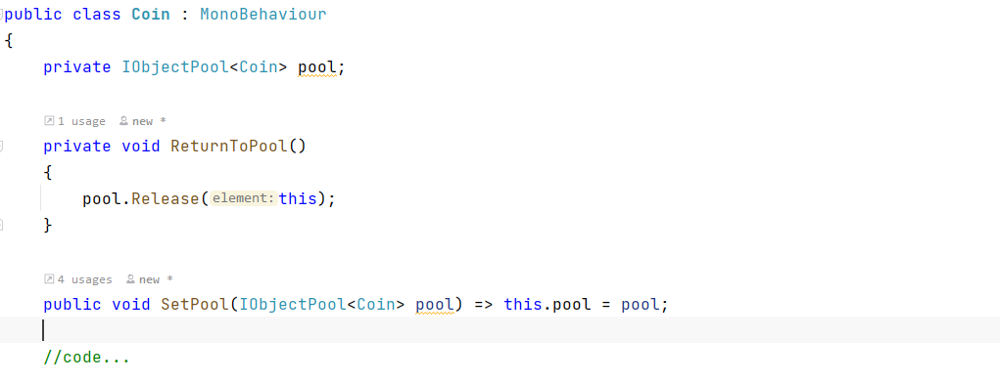 public class Coin : MonoBehaviour
{
    private IObjectPool<Coin> pool;
    1 usage new *
    private void ReturnToPool()
    {
        pool.Release(element: this);
    }
    4 usages new *
    public void SetPool(IObjectPool<Coin> pool) => this.pool = pool;
    //code...